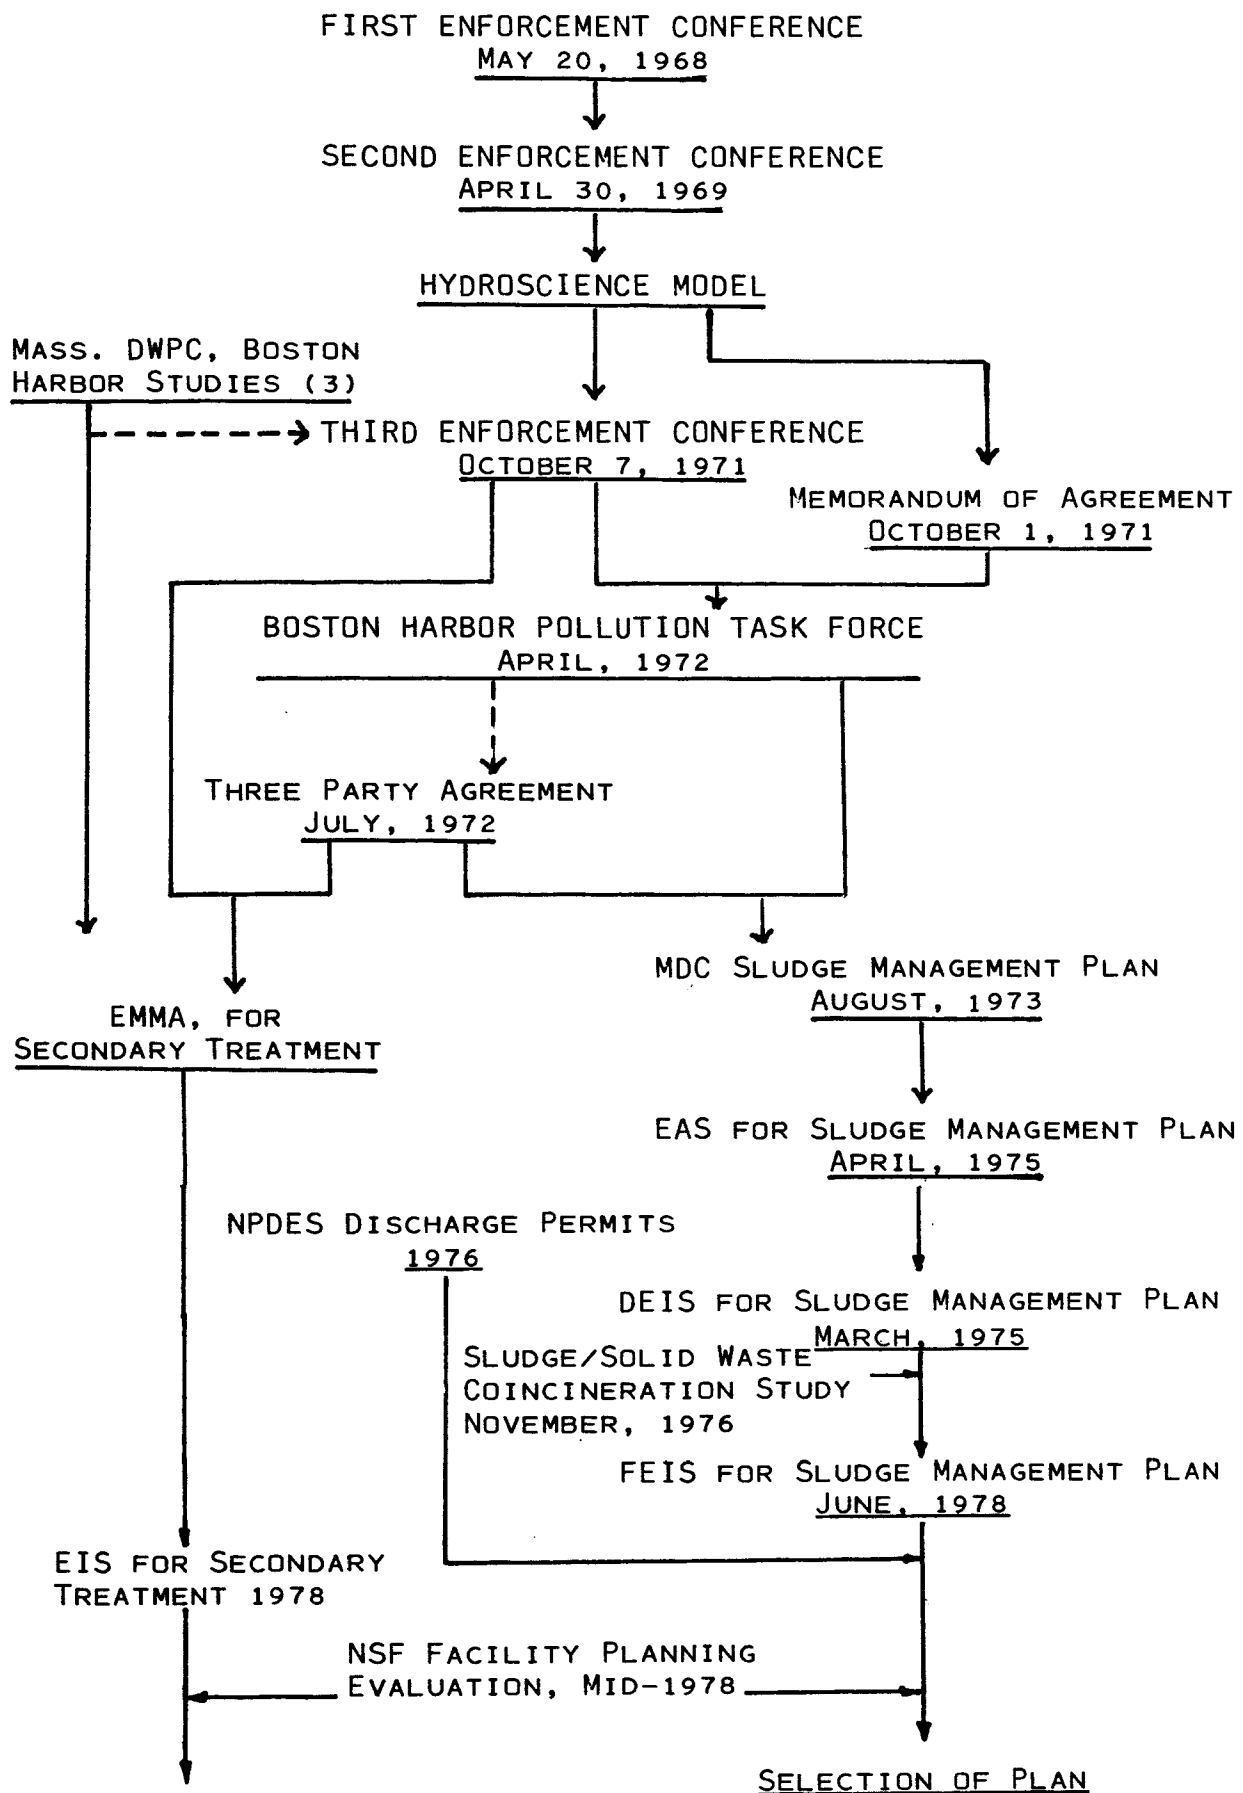 FIRST ENFORCEMENT CONFERENCE
MAY 20, 1968
SECOND ENFORCEMENT CONFERENCE
APRIL 30, 1969
HYDROSCIENCE MODEL
MASS. DWPC, BOSTON
HARBOR STUDIES (3)
THIRD ENFORCEMENT CONFERENCE
OCTOBER 7, 1971
MEMORANDUM OF AGREEMENT
OCTOBER 1, 1971
BOSTON HARBOR POLLUTION TASK FORCE
APRIL, 1972
THREE PARTY AGREEMENT
JULY, 1972
MDC SLUDGE MANAGEMENT PLAN
AUGUST, 1973
EMMA, FOR
SECONDARY TREATMENT
EAS FOR SLUDGE MANAGEMENT PLAN
APRIL, 1975
NPDES DISCHARGE PERMITS
1976
DEIS FOR SLUDGE MANAGEMENT PLAN
MARCH, 1975
SLUDGE/SOLID WASTE
COINCINERATION STUDY
NOVEMBER, 1976
FEIS FOR SLUDGE MANAGEMENT PLAN
JUNE, 1978
EIS FOR SECONDARY
TREATMENT 1978
NSF FACILITY PLANNING
EVALUATION, MID-1978
SELECTION OF PLAN